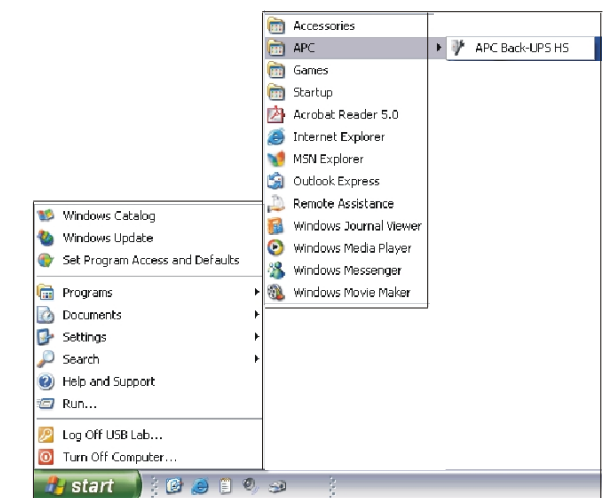 Accessories
APC
APC Back-UPS HS
Games
Startup
Acrobat Reader 5.0
Internet Explorer
MSN Explorer
Outlook Express
Remote Assistance
Windows Journal Viewer
Windows Media Player
Windows Messenger
Windows Movie Maker
Windows Catalog
Windows Update
Set Program Access and Defaults
Programs
Documents
Settings
Search
Help and Support
Run...
Log Off USB Lab...
Turn Off Computer...
start